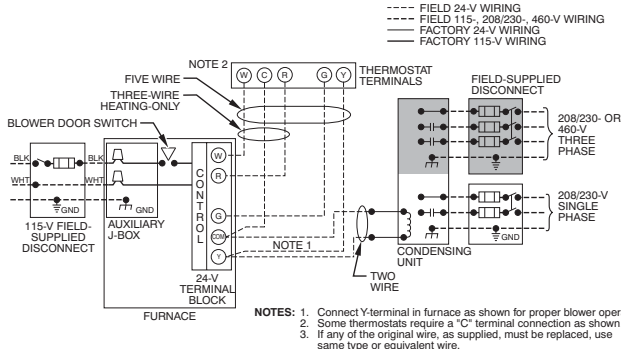 FIELD 24-V WIRING
FIELD 115-, 208/230-, 460-V WIRING
FACTORY 24-V WIRING
FACTORY 115-V WIRING
NOTE 2
W C R G Y
THERMOSTAT
TERMINALS
FIVE WIRE
THREE-WIRE
HEATING-ONLY
BLOWER DOOR SWITCH
FIELD-SUPPLIED
DISCONNECT
208/230- OR
460-V
THREE
PHASE
BLK
BLK
WHT
WHT
GND
GND
115-V FIELD-
SUPPLIED
DISCONNECT
AUXILIARY
J-BOX
CONTROL
W
R
G
COM
Y
NOTE 1
24-V
TERMINAL
BLOCK
FURNACE
TWO
WIRE
CONDENSING
UNIT
208/230-V
SINGLE
PHASE
GND
NOTES: 1. Connect Y-terminal in furnace as shown for proper blower oper
2. Some thermostats require a "C" terminal connection as shown
3. If any of the original wire, as supplied, must be replaced, use
same type or equivalent wire.